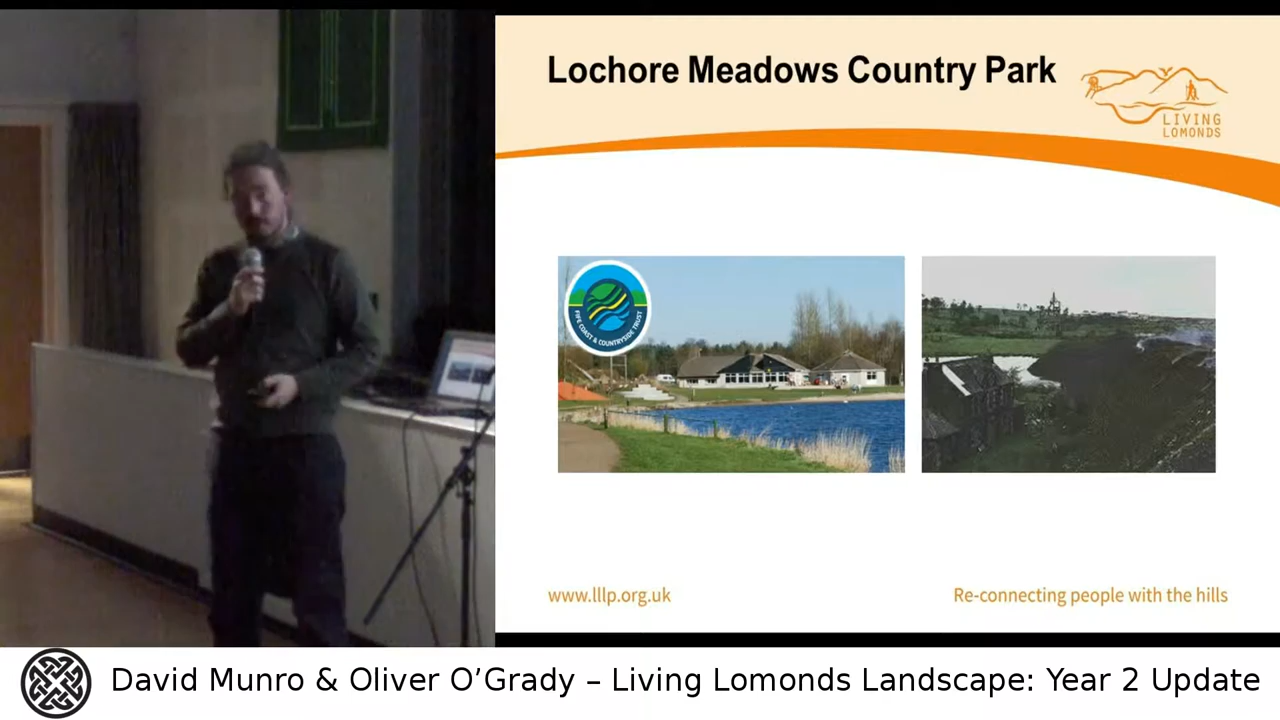 Lochore Meadows Country Park
LIVING
LOMONDS
FIFE COAST & COUNTRYSIDE TRUST
www.lllp.org.uk
Re-connecting people with the hills
David Munro & Oliver O’Grady – Living Lomonds Landscape: Year 2 Update